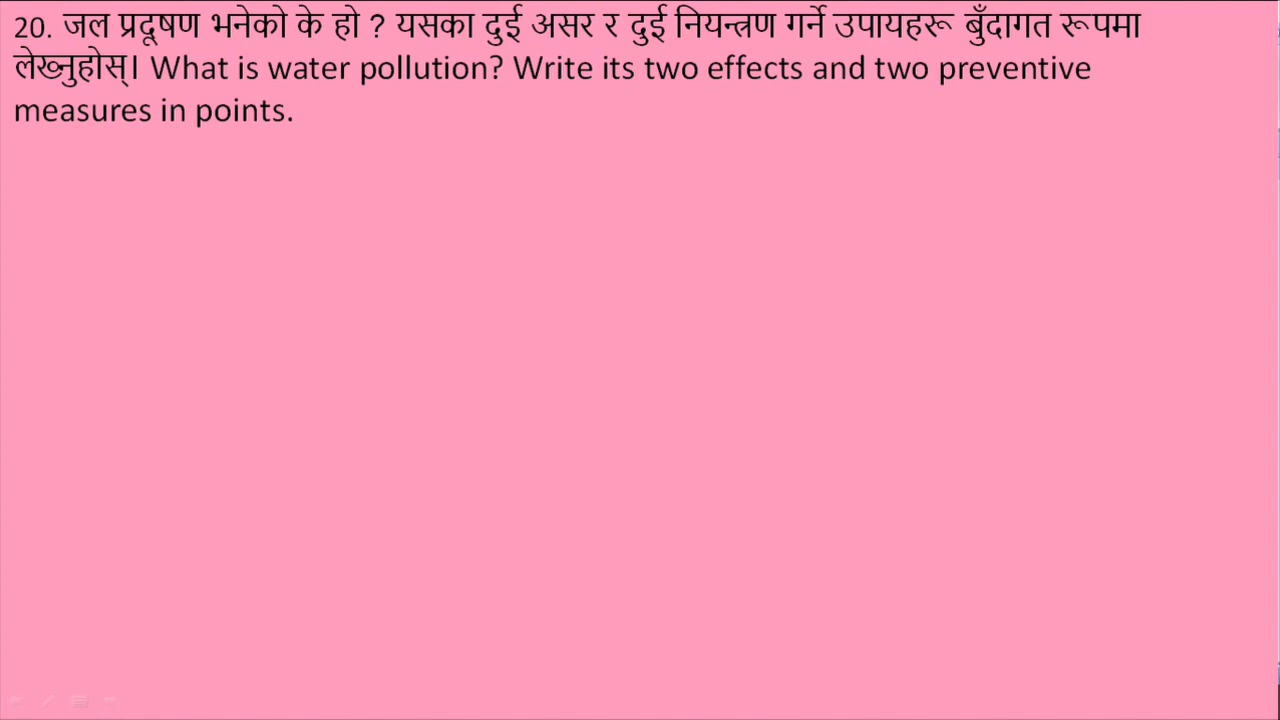 20. जल प्रदूषण भनेको के हो ? यसका दुई असर र दुई नियन्त्रण गर्ने उपायहरू बुँदागत रूपमा
लेख्नुहोस्। What is water pollution? Write its two effects and two preventive
measures in points.